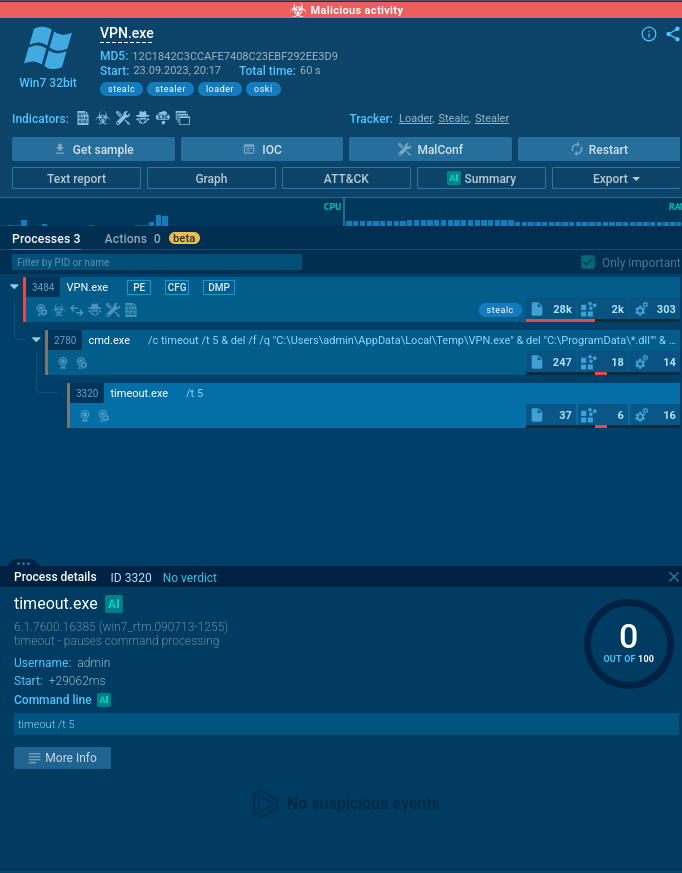 Malicious activity
VPN.exe
Win7 32bit
MD5: 12C1842C3CCAFE7408C23EBF292EE3D9
Start: 23.09.2023, 20:17 Total time: 60 s
stealc stealer loader oski
Indicators:
Tracker: Loader, Stealc, Stealer
Get sample IOC MalConf Restart
Text report Graph ATT&CK AI Summary Export
CPU RAM
Processes 3 Actions 0 beta
Filter by PID or name Only important
3484 VPN.exe PE CFG DMP
stealc 28k 2k 303
2780 cmd.exe /c timeout /t 5 & del /f /q "C:\Users\admin\AppData\Local\Temp\VPN.exe" & del "C:\ProgramData\*.dll"" & ...
247 18 14
3320 timeout.exe /t 5
37 6 16
Process details ID 3320 No verdict
timeout.exe AI
6.1.7600.16385 (win7_rtm.090713-1255)
timeout - pauses command processing
0
OUT OF 100
Username: admin
Start: +29062ms
Command line AI
timeout /t 5
More Info
No suspicious events